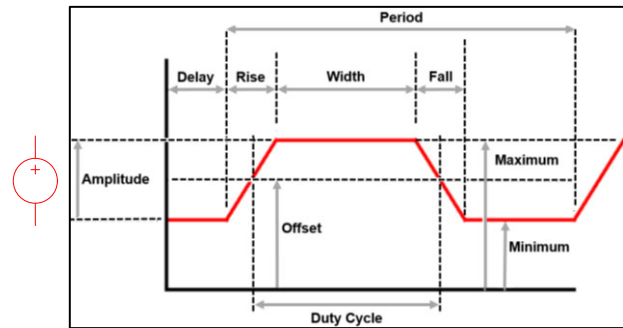 Period
Delay
Rise
Width
Fall
+
Amplitude
Maximum
Offset
Minimum
Duty Cycle